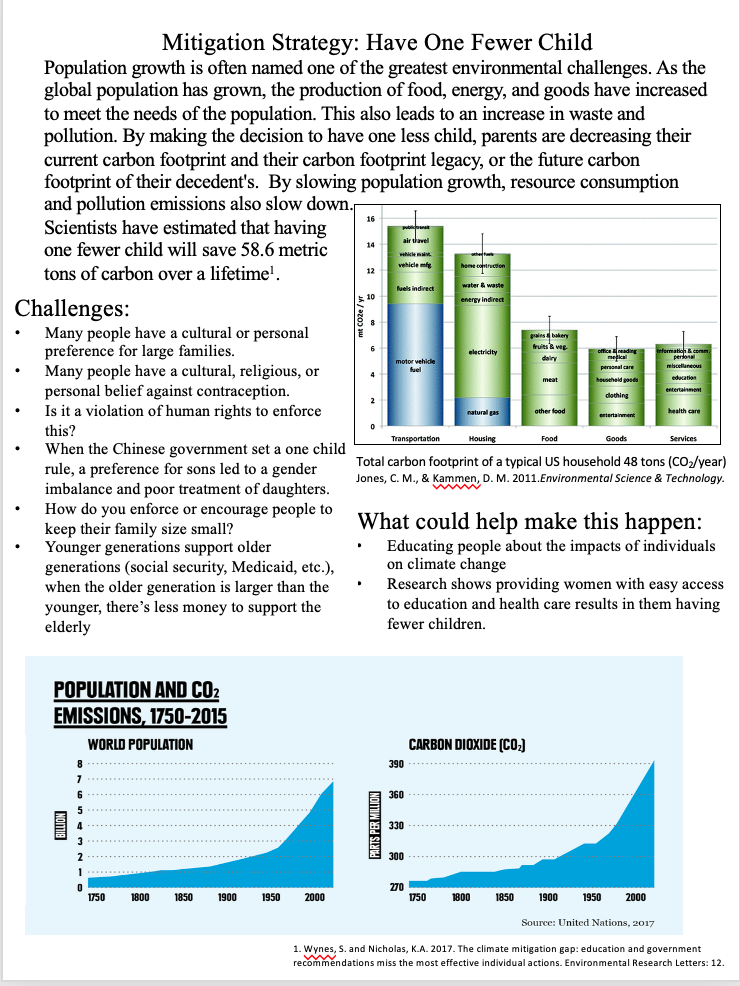 Mitigation Strategy: Have One Fewer Child
Population growth is often named one of the greatest environmental challenges. As the
global population has grown, the production of food, energy, and goods have increased
to meet the needs of the population. This also leads to an increase in waste and
pollution. By making the decision to have one less child, parents are decreasing their
current carbon footprint and their carbon footprint legacy, or the future carbon
footprint of their decedent's. By slowing population growth, resource consumption
and pollution emissions also slow down.
Scientists have estimated that having
one fewer child will save 58.6 metric
tons of carbon over a lifetime¹.
Challenges:
• Many people have a cultural or personal
preference for large families.
• Many people have a cultural, religious, or
personal belief against contraception.
• Is it a violation of human rights to enforce
this?
• When the Chinese government set a one child
rule, a preference for sons led to a gender
imbalance and poor treatment of daughters.
• How do you enforce or encourage people to
keep their family size small?
• Younger generations support older
generations (social security, Medicaid, etc.),
when the older generation is larger than the
younger, there's less money to support the
elderly
mt CO2e / yr
16
14
12
10
8
6
4
2
0
public transit
air travel
vehicle maint.
vehicle mfg.
fuels indirect
motor vehicle
fuel
Transportation
other fuels
home contruction
water & waste
energy indirect
electricity
natural gas
Housing
grains & bakery
fruits & veg.
dairy
meat
other food
Food
office & reading
medical
personal care
household goods
clothing
entertainment
Goods
information & comm.
personal
miscellaneous
education
entertainment
health care
Services
Total carbon footprint of a typical US household 48 tons (CO₂/year)
Jones, C. M., & Kammen, D. M. 2011.Environmental Science & Technology.
What could help make this happen:
• Educating people about the impacts of individuals
on climate change
• Research shows providing women with easy access
to education and health care results in them having
fewer children.
POPULATION AND CO₂
EMISSIONS, 1750-2015
WORLD POPULATION
BILLION
8
7
6
5
4
3
2
1
0
1750 1800 1850 1900 1950 2000
CARBON DIOXIDE (CO₂)
PARTS PER MILLION
390
360
330
300
270
1750 1800 1850 1900 1950 2000
Source: United Nations, 2017
1. Wynes, S. and Nicholas, K.A. 2017. The climate mitigation gap: education and government
recommendations miss the most effective individual actions. Environmental Research Letters: 12.